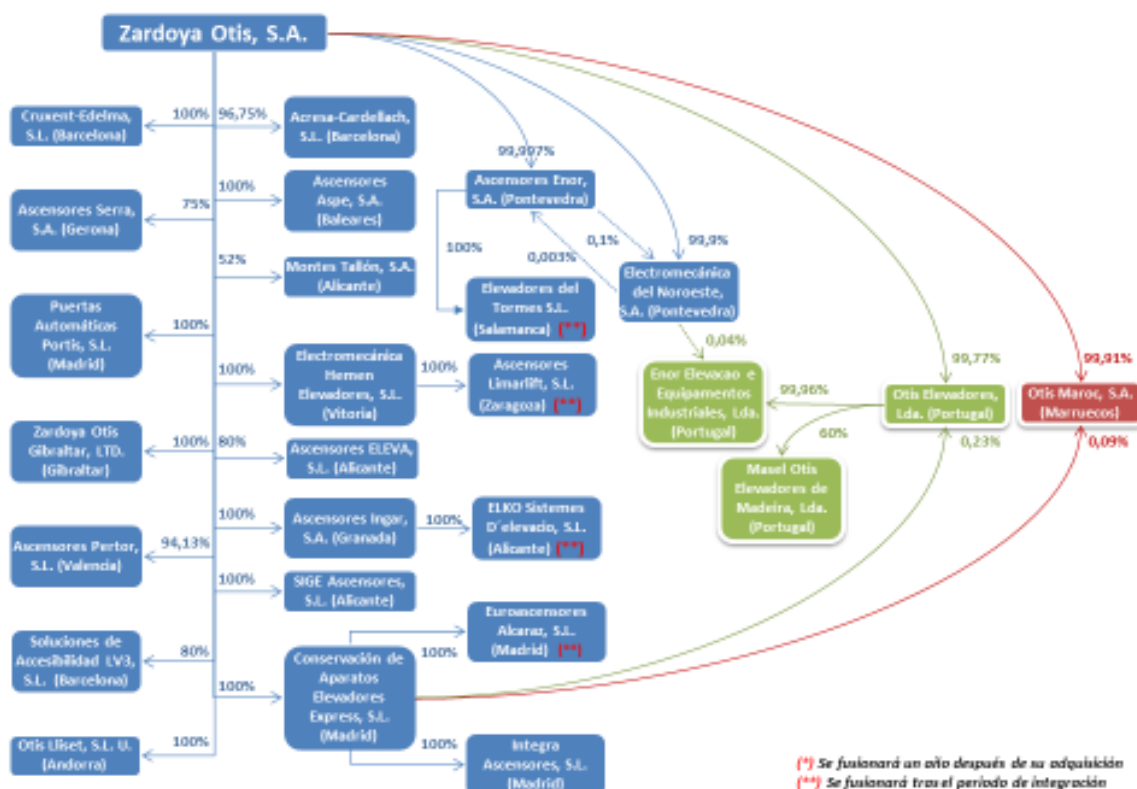 Zardoya Otis, S.A.
Cruxent-Edelma,
S.L. (Barcelona)
100%
96,75%
Acresa-Cardellach,
S.L. (Barcelona)
99,997%
Ascensores Serra,
S.A. (Gerona)
75%
100%
Ascensores
Aspe, S.A.
(Baleares)
Ascensores Enor,
S.A. (Pontevedra)
100%
0,1%
0,003%
99,9%
52%
Montes Tallón, S.A.
(Alicante)
Elevadores del
Tormes S.L.
(Salamanca) (**)
Electromecánica
del Noroeste,
S.A. (Pontevedra)
Puertas
Automáticas
Portis, S.L.
(Madrid)
100%
100%
Electromecánica
Hemen
Elevadores, S.L.
(Vitoria)
100%
Ascensores
Limarlift, S.L.
(Zaragoza) (**)
0,04%
Enor Elevacao e
Equipamentos
Industriales, Lda.
(Portugal)
99,96%
99,77%
Otis Elevadores,
Lda. (Portugal)
0,23%
99,91%
Otis Maroc, S.A.
(Marruecos)
0,09%
60%
Masel Otis
Elevadores de
Madeira, Lda.
(Portugal)
Zardoya Otis
Gibraltar, LTD.
(Gibraltar)
100%
80%
Ascensores ELEVA,
S.L. (Alicante)
100%
Ascensores Ingar,
S.A. (Granada)
100%
ELKO Sistemes
D´elevacio, S.L.
(Alicante) (**)
Ascensores Pertor,
S.L. (Valencia)
94,13%
100%
SIGE Ascensores,
S.L. (Alicante)
Euroascensores
Alcaraz, S.L.
(Madrid) (**)
100%
Soluciones de
Accesibilidad LV3,
S.L. (Barcelona)
80%
100%
Conservación de
Aparatos
Elevadores
Express, S.L.
(Madrid)
100%
Integra
Ascensores, S.L.
(Madrid)
Otis Lliset, S.L. U.
(Andorra)
100%
(*) Se fusionará un año después de su adquisición
(**) Se fusionará tras el periodo de integración